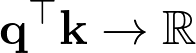 q⊤k → ℝ